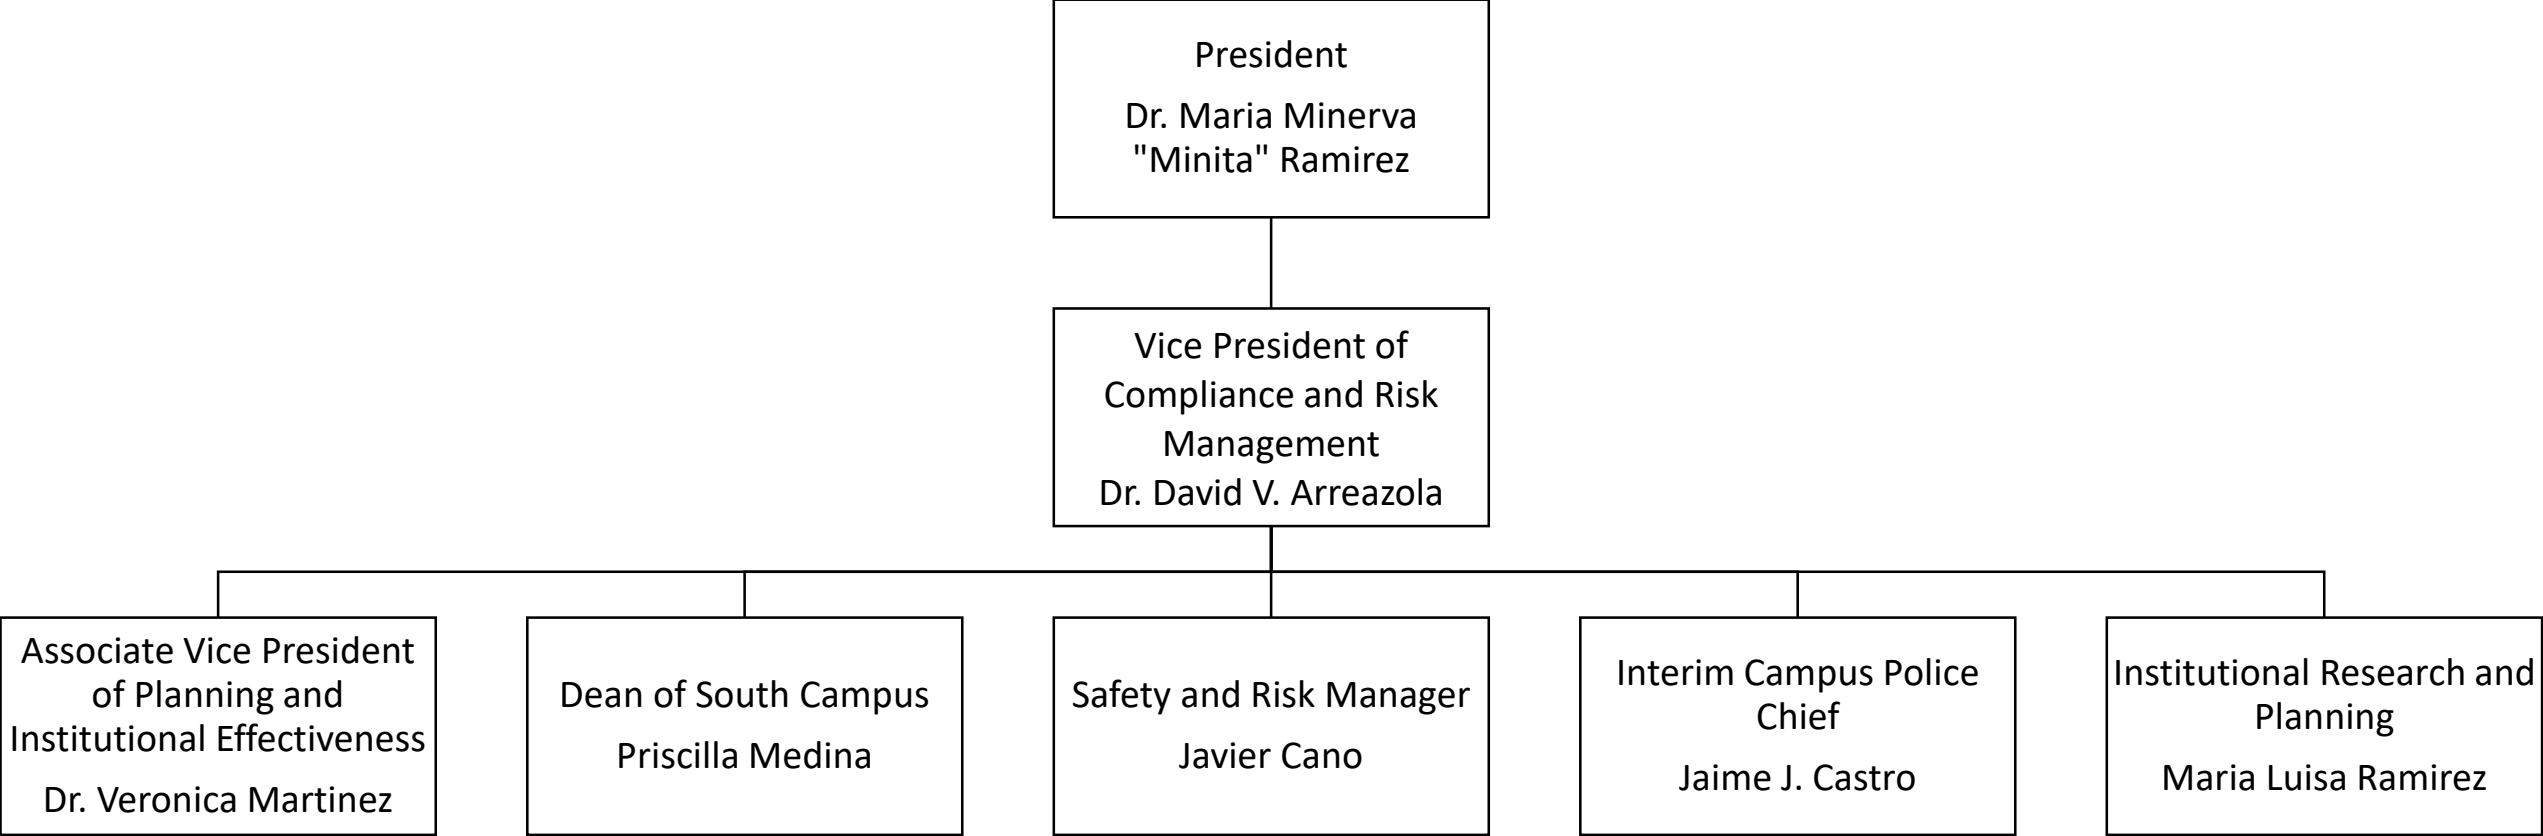 President
Dr. Maria Minerva
"Minita" Ramirez
Vice President of
Compliance and Risk
Management
Dr. David V. Arreazola
Associate Vice President
of Planning and
Institutional Effectiveness
Dr. Veronica Martinez
Dean of South Campus
Priscilla Medina
Safety and Risk Manager
Javier Cano
Interim Campus Police
Chief
Jaime J. Castro
Institutional Research and
Planning
Maria Luisa Ramirez